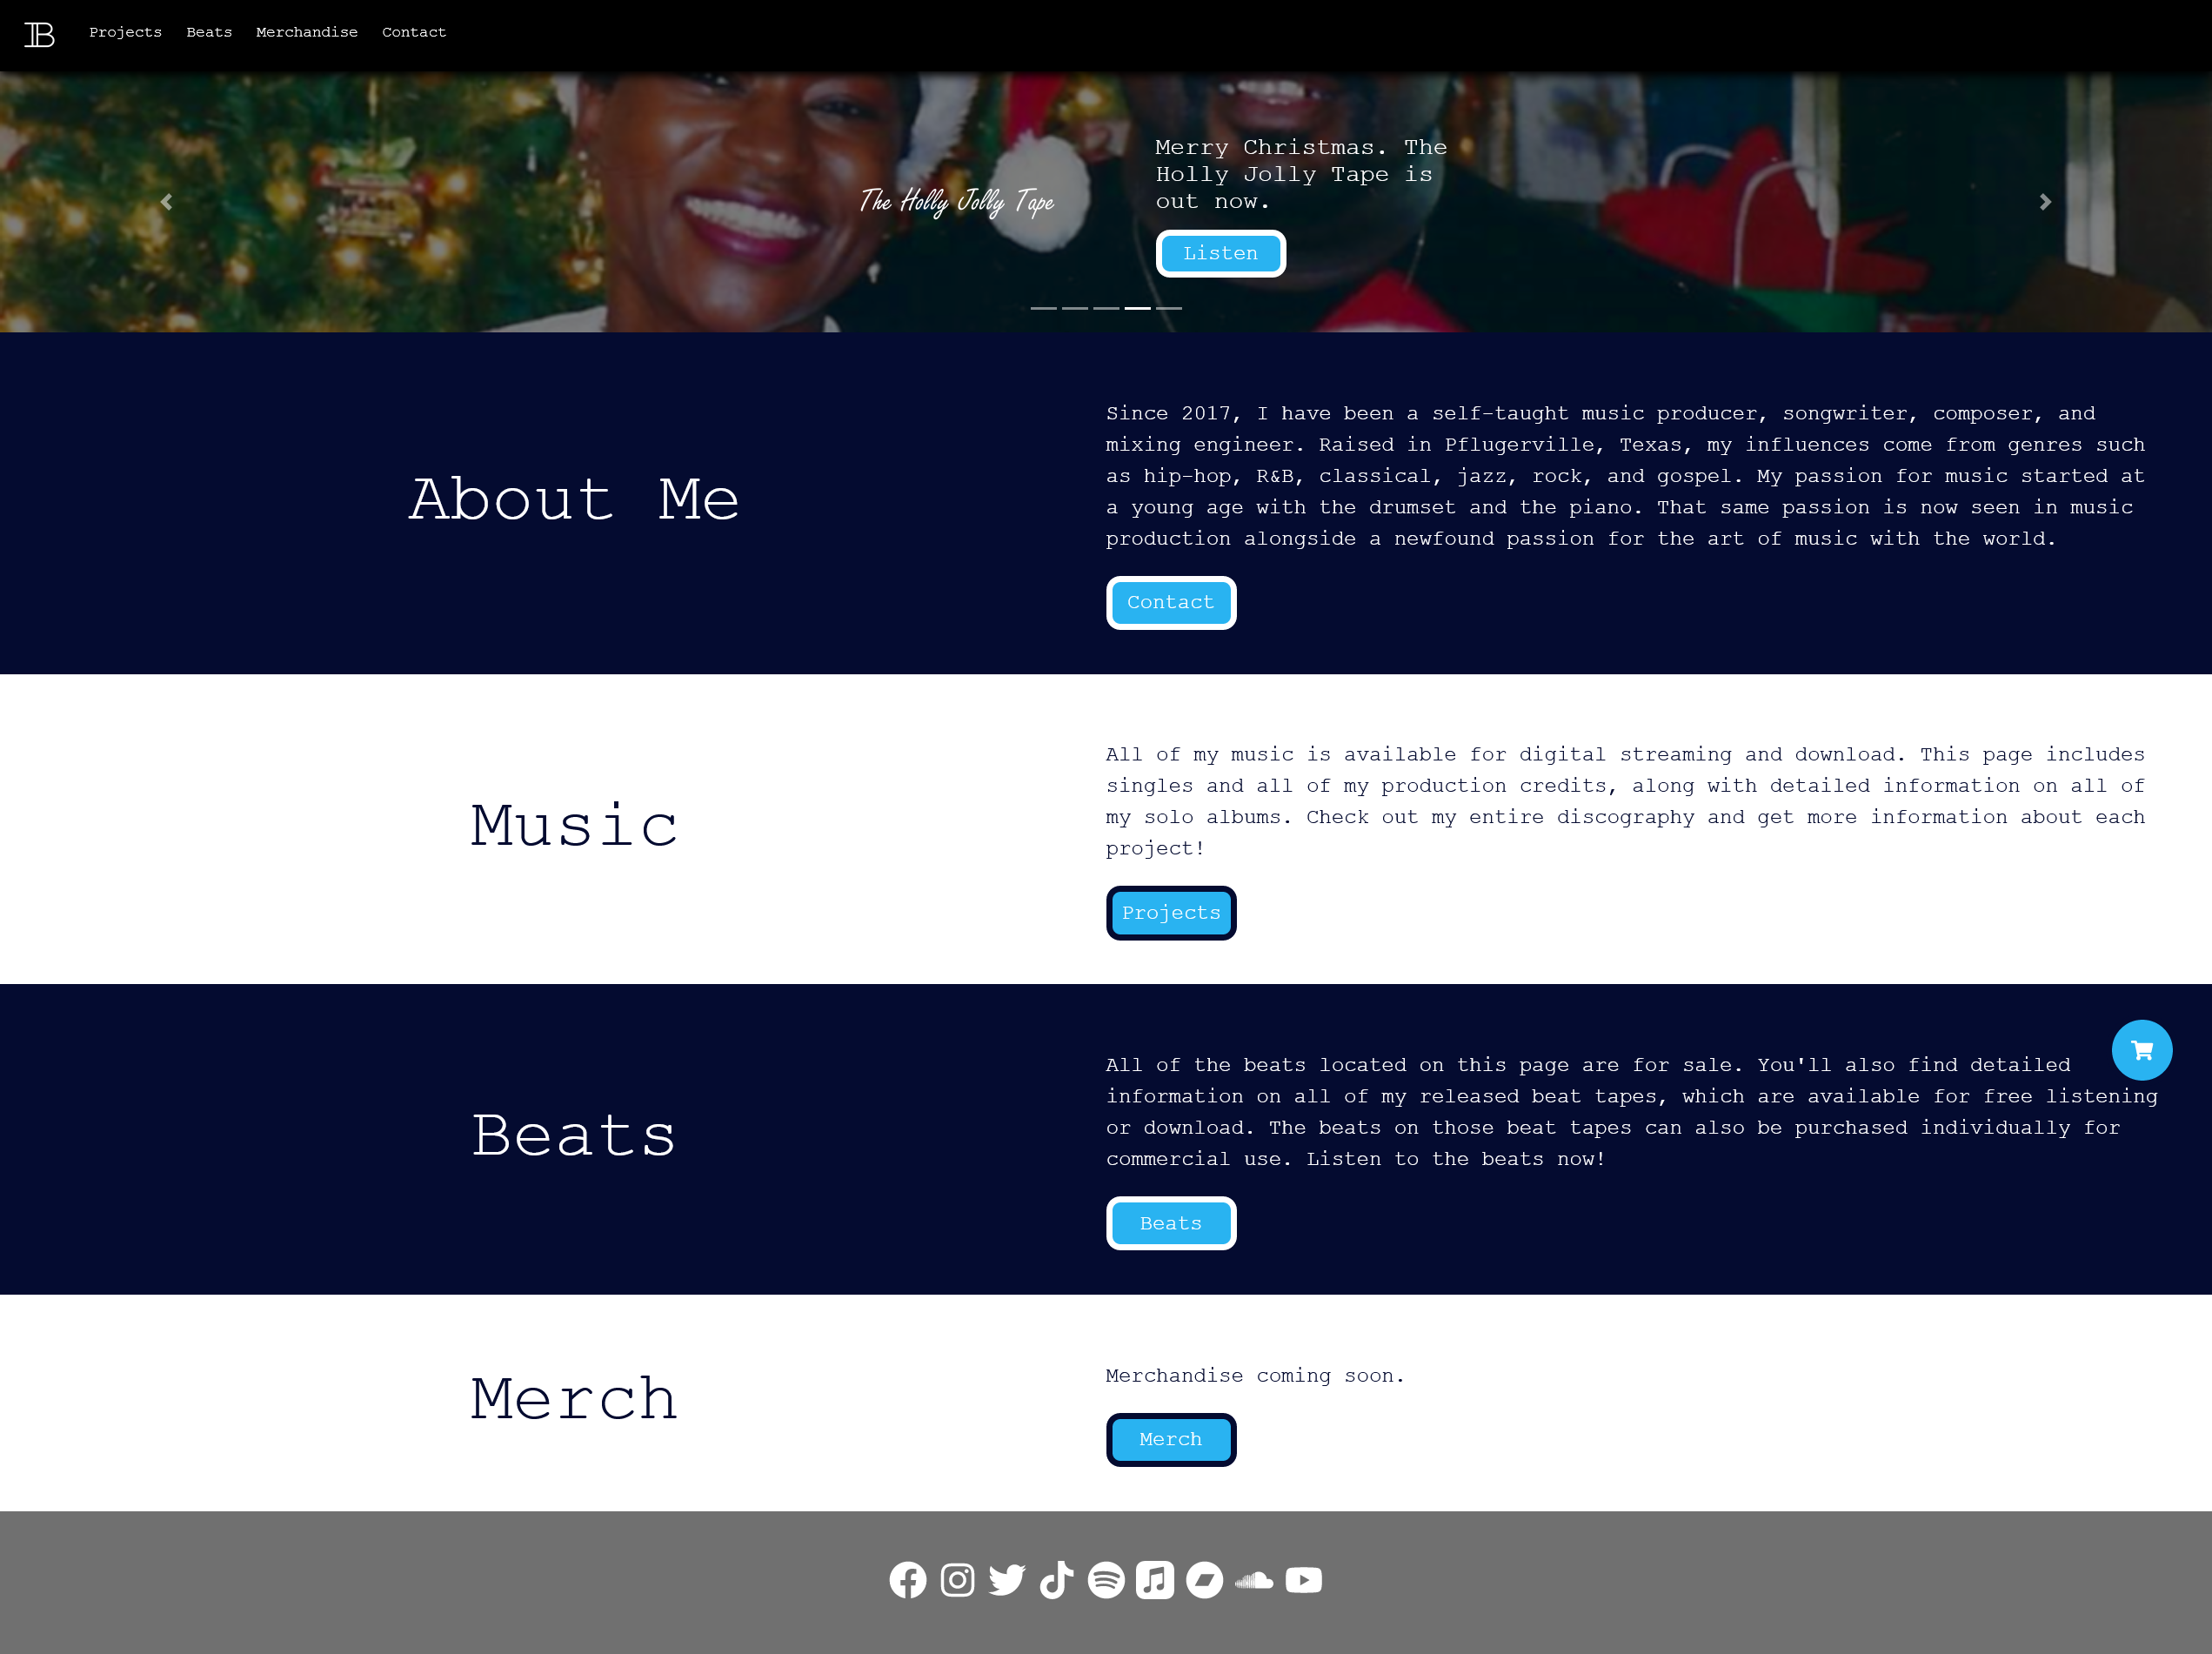 B
Projects Beats Merchandise Contact
The Holly Jolly Tape
Merry Christmas. The
Holly Jolly Tape is
out now.
Listen
About Me
Since 2017, I have been a self-taught music producer, songwriter, composer, and
mixing engineer. Raised in Pflugerville, Texas, my influences come from genres such
as hip-hop, R&B, classical, jazz, rock, and gospel. My passion for music started at
a young age with the drumset and the piano. That same passion is now seen in music
production alongside a newfound passion for the art of music with the world.
Contact
Music
All of my music is available for digital streaming and download. This page includes
singles and all of my production credits, along with detailed information on all of
my solo albums. Check out my entire discography and get more information about each
project!
Projects
Beats
All of the beats located on this page are for sale. You'll also find detailed
information on all of my released beat tapes, which are available for free listening
or download. The beats on those beat tapes can also be purchased individually for
commercial use. Listen to the beats now!
Beats
Merch
Merchandise coming soon.
Merch